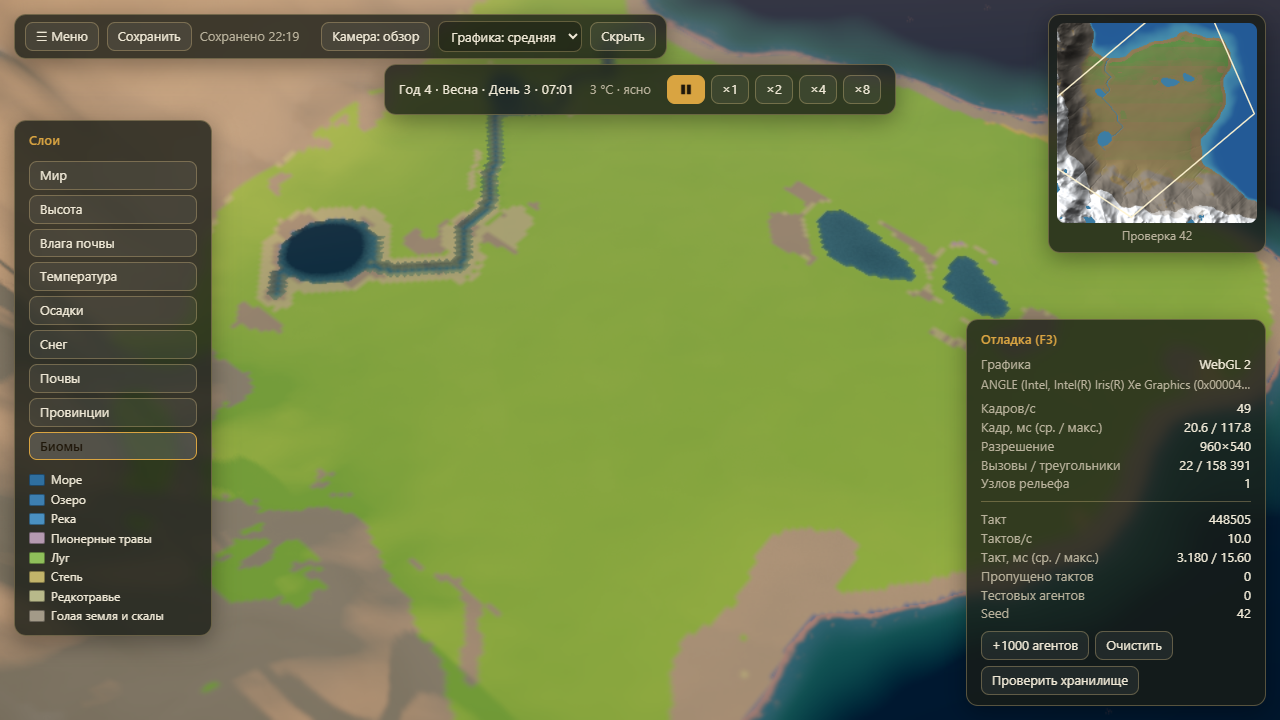 ☰ Меню
Сохранить
Сохранено 22:19
Камера: обзор
Графика: средняя
Скрыть
Год 4 · Весна · День 3 · 07:01
3 °C · ясно
×1
×2
×4
×8
Проверка 42
Слои
Мир
Высота
Влага почвы
Температура
Осадки
Снег
Почвы
Провинции
Биомы
Море
Озеро
Река
Пионерные травы
Луг
Степь
Редкотравье
Голая земля и скалы
Отладка (F3)
Графика WebGL 2
ANGLE (Intel, Intel(R) Iris(R) Xe Graphics (0x00004...
Кадров/с 49
Кадр, мс (ср. / макс.) 20.6 / 117.8
Разрешение 960×540
Вызовы / треугольники 22 / 158 391
Узлов рельефа 1
Такт 448505
Тактов/с 10.0
Такт, мс (ср. / макс.) 3.180 / 15.60
Пропущено тактов 0
Тестовых агентов 0
Seed 42
+1000 агентов
Очистить
Проверить хранилище